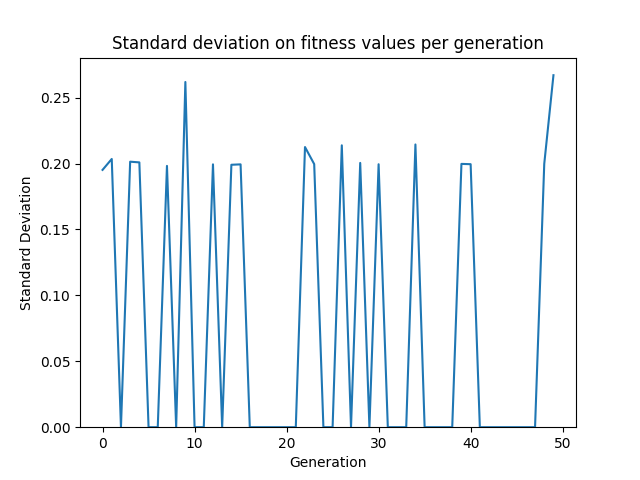 Standard deviation on fitness values per generation
0.25
0.20
0.15
0.10
0.05
0.00
Standard Deviation
0 10 20 30 40 50
Generation